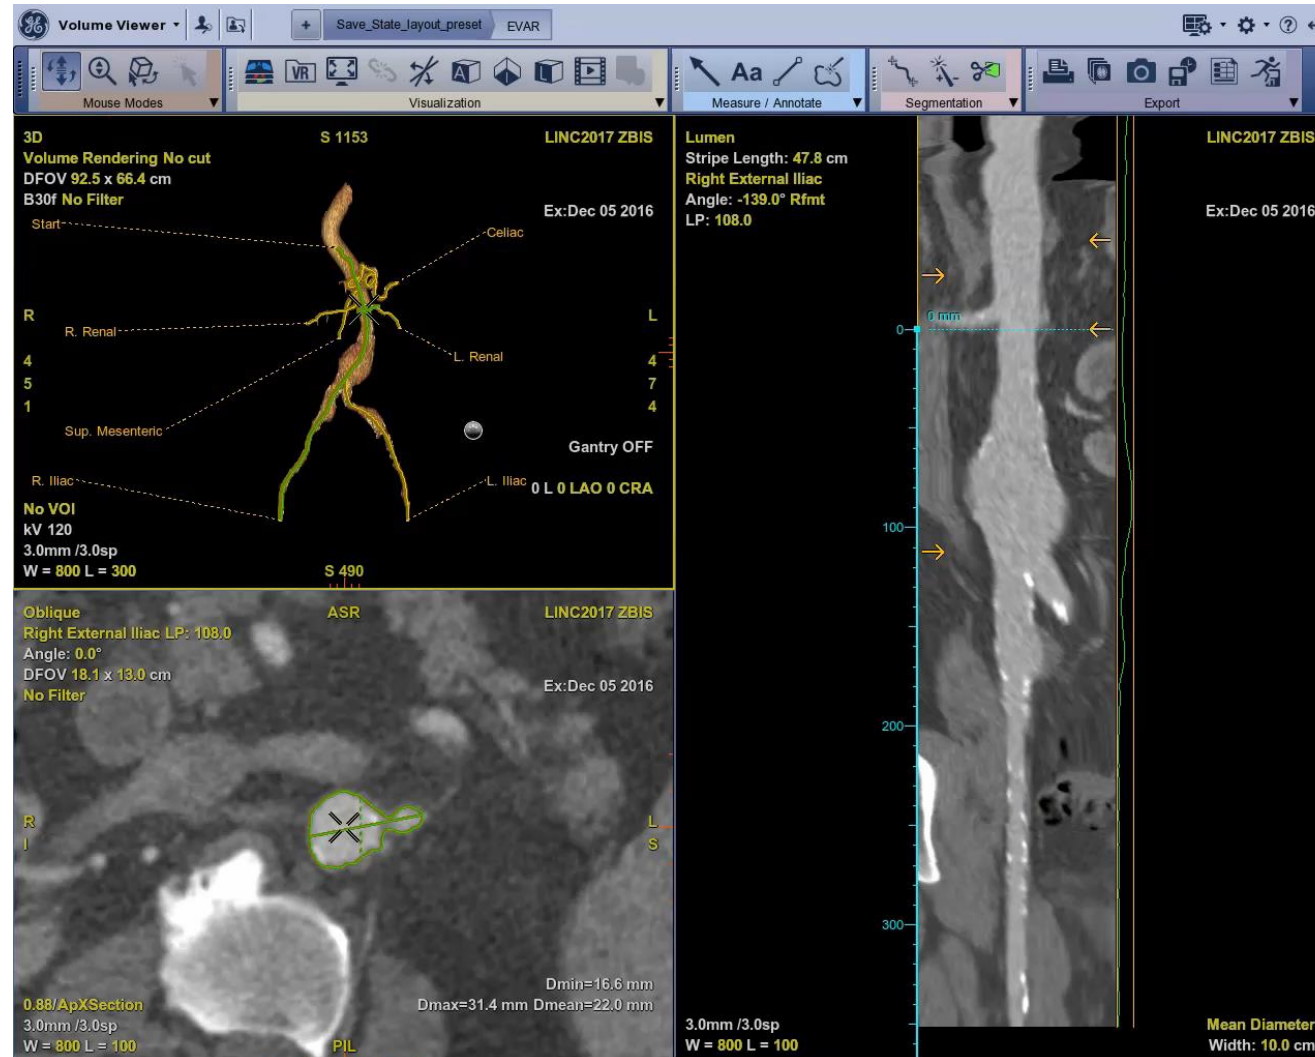 Volume Viewer
+
Save_State_layout_preset
EVAR
Mouse Modes
VR
A
L
Visualization
Aa
Measure / Annotate
Segmentation
Export
3D
S 1153
LINC2017 ZBIS
Volume Rendering No cut
DFOV 92.5 x 66.4 cm
B30f No Filter
Ex:Dec 05 2016
Start
Celiac
R
L
R. Renal
L. Renal
4
5
1
4
7
4
Sup. Mesenteric
Gantry OFF
R. Iliac
L. Iliac
0 L 0 LAO 0 CRA
No VOI
kV 120
3.0mm /3.0sp
W = 800 L = 300
S 490
Oblique
ASR
LINC2017 ZBIS
Right External Iliac LP: 108.0
Angle: 0.0°
DFOV 18.1 x 13.0 cm
No Filter
Ex:Dec 05 2016
R
I
L
S
Dmin=16.6 mm
Dmax=31.4 mm Dmean=22.0 mm
0.88/ApXSection
3.0mm /3.0sp
W = 800 L = 100
PIL
Lumen
LINC2017 ZBIS
Stripe Length: 47.8 cm
Right External Iliac
Angle: -139.0° Rfmt
Ex:Dec 05 2016
LP: 108.0
0 mm
0
100
200
300
3.0mm /3.0sp
W = 800 L = 100
Mean Diameter
Width: 10.0 cm